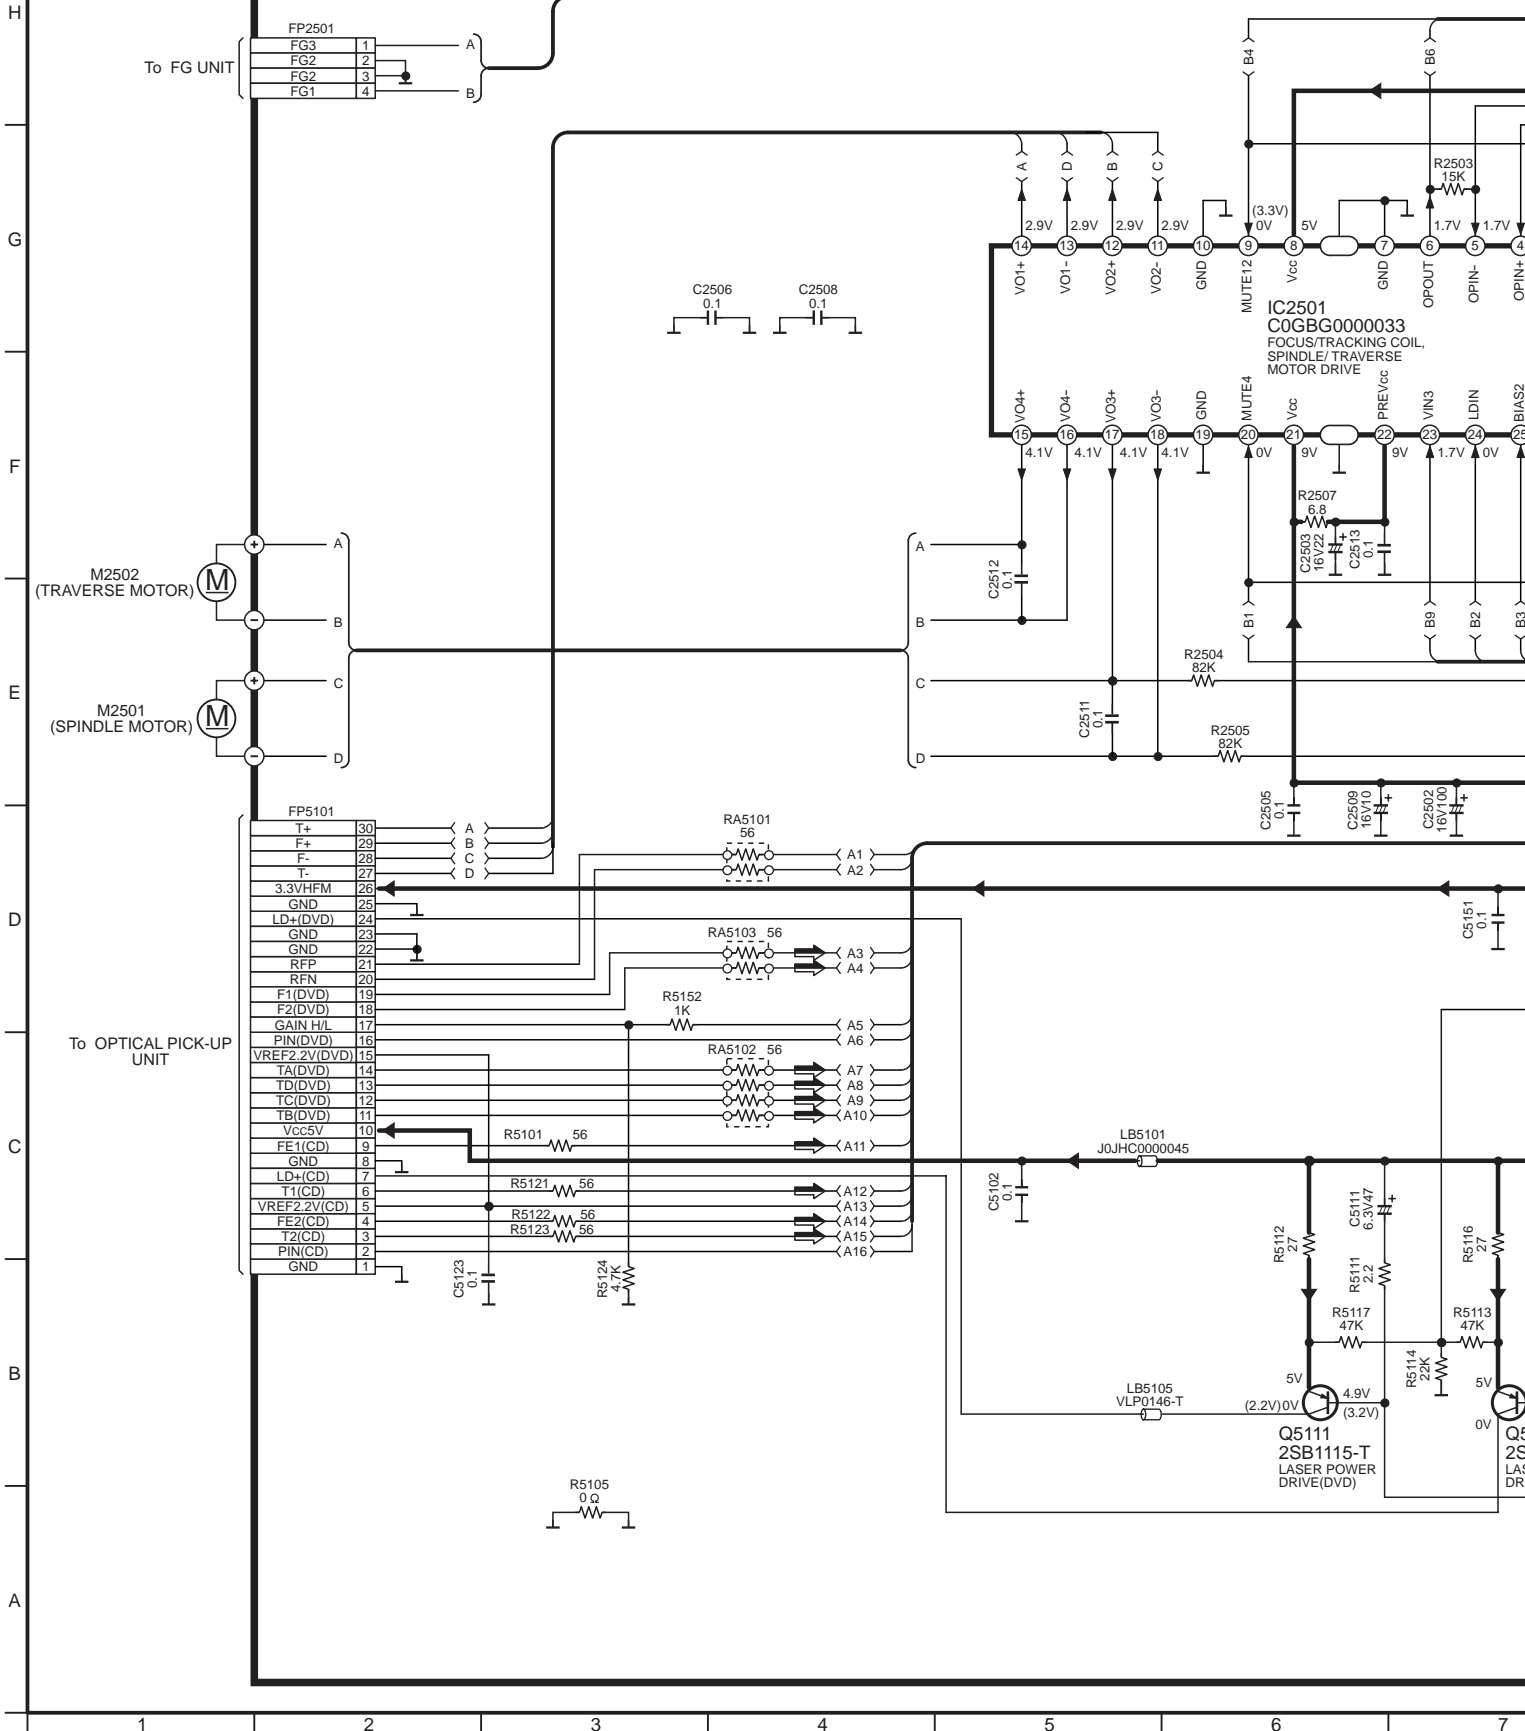 H
FP2501
FG3 1
FG2 2
FG2 3
FG1 4
To FG UNIT
A
B
B4
B6
R2503
15K
G
A
D
B
C
2.9V
2.9V
2.9V
2.9V
(3.3V)
0V
5V
1.7V
1.7V
14
13
12
11
10
9
8
7
6
5
4
VO1+
VO1-
VO2+
VO2-
GND
MUTE12
Vcc
GND
OPOUT
OPIN-
OPIN+
C2506
0.1
C2508
0.1
IC2501
C0GBG0000033
FOCUS/TRACKING COIL,
SPINDLE/ TRAVERSE
MOTOR DRIVE
VO4+
VO4-
VO3+
VO3-
GND
MUTE4
Vcc
PREVcc
VIN3
LDIN
BIAS2
15
16
17
18
19
20
21
22
23
24
25
F
4.1V
4.1V
4.1V
4.1V
0V
9V
9V
1.7V
0V
R2507
6.8
C2503
16V22
C2513
0.1
M2502
(TRAVERSE MOTOR)
M
+
-
A
B
A
B
C2512
0.1
B1
B9
B2
B3
E
M2501
(SPINDLE MOTOR)
M
+
-
C
D
C
D
R2504
82K
C2511
0.1
R2505
82K
C2505
0.1
C2509
16V10
C2502
16V100
FP5101
T+ 30
F+ 29
F- 28
T- 27
3.3VHFM 26
GND 25
LD+(DVD) 24
GND 23
GND 22
RFP 21
RFN 20
F1(DVD) 19
F2(DVD) 18
GAIN H/L 17
PIN(DVD) 16
VREF2.2V(DVD) 15
TA(DVD) 14
TD(DVD) 13
TC(DVD) 12
TB(DVD) 11
Vcc5V 10
FE1(CD) 9
GND 8
LD+(CD) 7
T1(CD) 6
VREF2.2V(CD) 5
FE2(CD) 4
T2(CD) 3
PIN(CD) 2
GND 1
To OPTICAL PICK-UP
UNIT
A
B
C
D
RA5101
56
A1
A2
D
C5151
0.1
RA5103 56
A3
A4
R5152
1K
A5
A6
RA5102 56
A7
A8
A9
A10
C
R5101 56
A11
LB5101
J0JHC0000045
R5121 56
A12
A13
R5122 56
A14
R5123 56
A15
A16
C5102
0.1
C5111
6.3V47
R5112
27
R5111
2.2
R5116
27
C5123
0.1
R5124
4.7K
R5117
47K
R5113
47K
R5114
22K
B
5V
5V
LB5105
VLP0146-T
(2.2V)0V
4.9V
(3.2V)
0V
Q5111
2SB1115-T
LASER POWER
DRIVE(DVD)
Q5
2S
LAS
DR
R5105
0 Ω
A
1
2
3
4
5
6
7